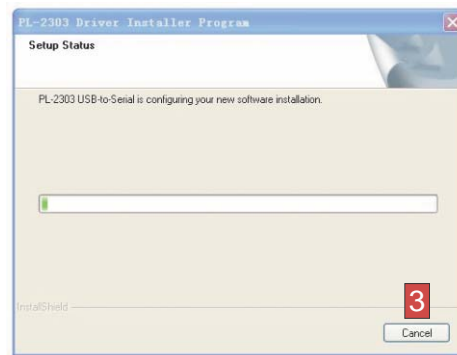 PL-2303 Driver Installer Program
Setup Status
PL-2303 USB-to-Serial is configuring your new software installation.
InstallShield
3
Cancel